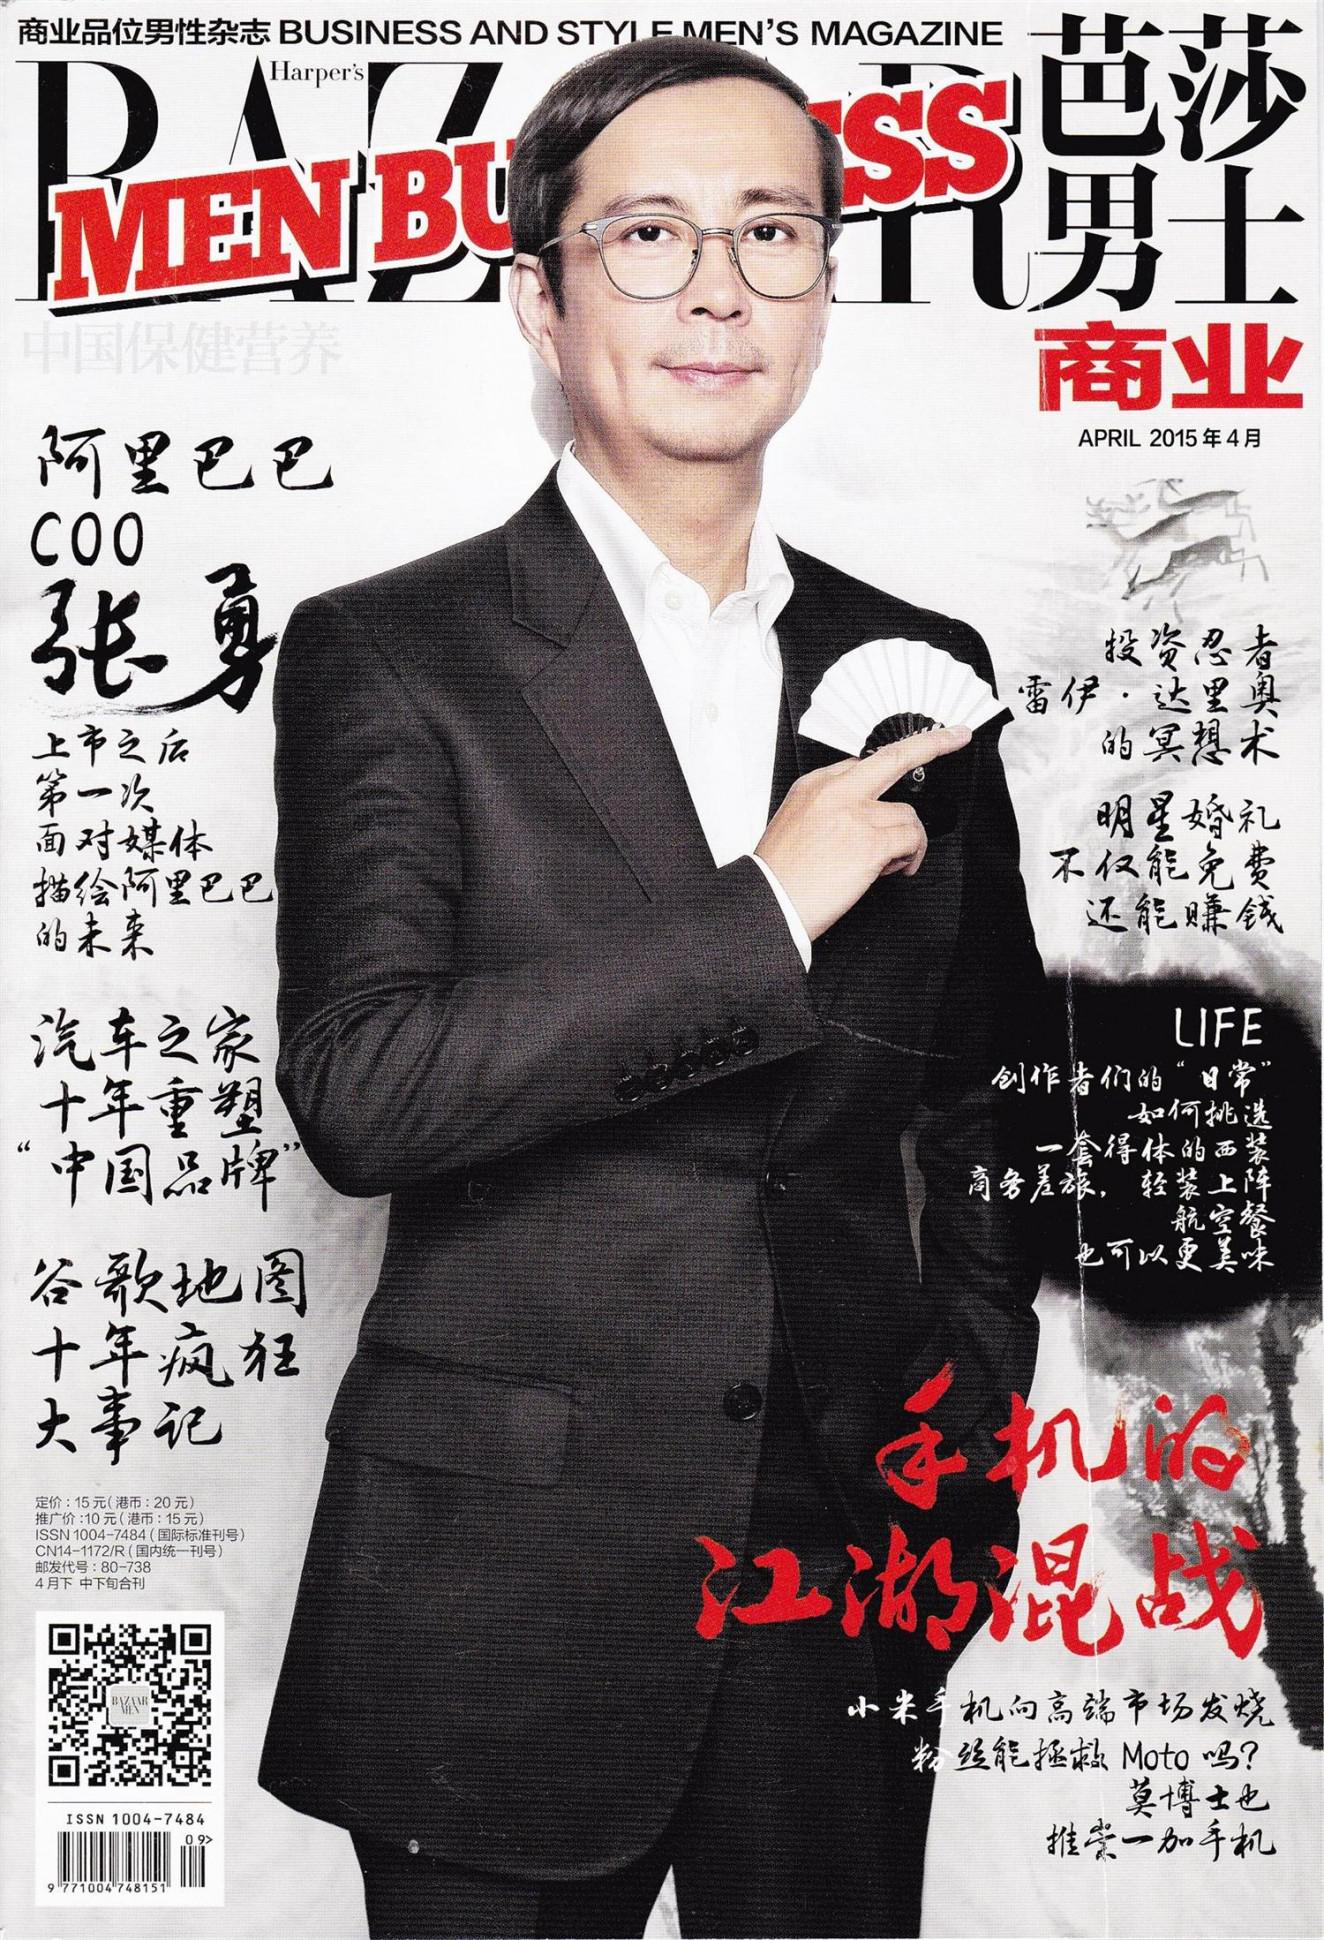 商业品位男性杂志 BUSINESS AND STYLE MEN'S MAGAZINE
Harper's
芭莎
男士
商业
中国保健营养
APRIL 2015年4月
阿里巴巴
COO
张勇
上市之后
第一次
面对媒体
描绘阿里巴巴
的未来
汽车之家
十年重塑
“中国品牌”
谷歌地图
十年疯狂
大事记
定价:15元(港币:20元)
推广价:10元(港币:15元)
ISSN 1004-7484(国际标准刊号)
CN14-1172/R(国内统一刊号)
邮发代号:80-738
4月下 中下旬合刊
BAZAAR
MEN
ISSN 1004-7484
09>
9 771004 748151
投资忍者
雷伊·达里奥
的冥想术
明星婚礼
不仅能免费
还能赚钱
LIFE
创作者们的“日常”
如何挑选
一套得体的西装
商务差旅,轻装上阵
航空餐
也可以更美味
手机的
江湖混战
小米手机向高端市场发烧
粉丝能拯救 Moto 吗?
莫博士也
推崇一加手机